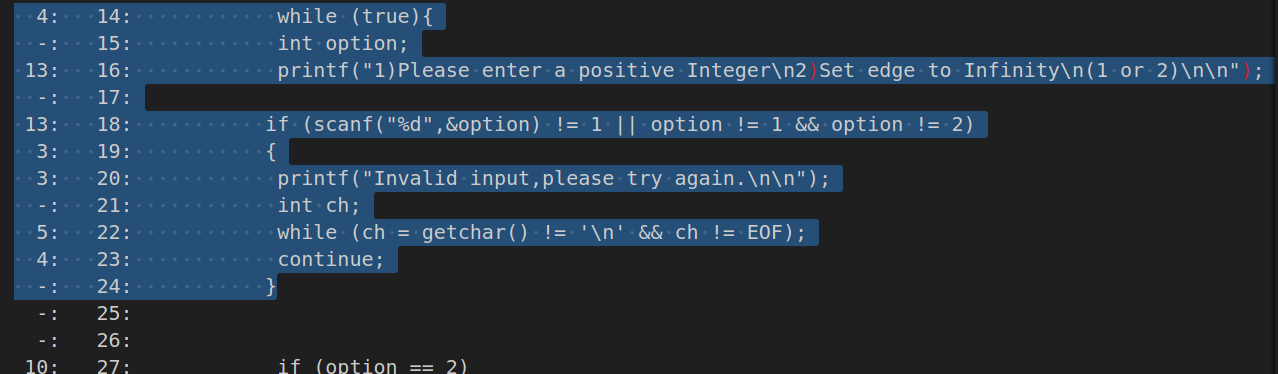 4: 14: while (true){
-: 15: int option;
13: 16: printf("1)Please enter a positive Integer\n2)Set edge to Infinity\n(1 or 2)\n\n");
-: 17:
13: 18: if (scanf("%d",&option) != 1 || option != 1 && option != 2)
3: 19: {
3: 20: printf("Invalid input,please try again.\n\n");
-: 21: int ch;
5: 22: while (ch = getchar() != '\n' && ch != EOF);
4: 23: continue;
-: 24: }
-: 25:
-: 26:
10: 27: if (option == 2)